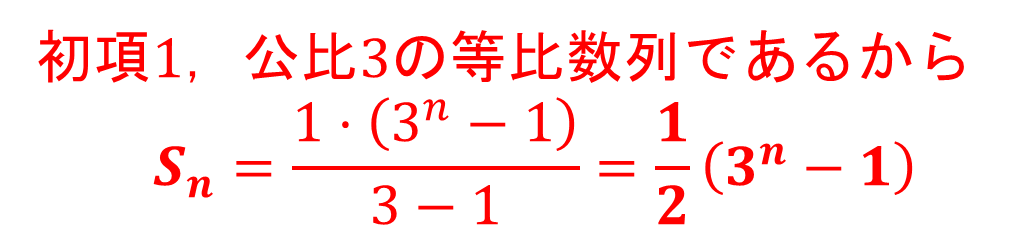 初項1, 公比3の等比数列であるから
Sₙ = 1・(3ⁿ − 1) / 3 − 1 = 1/2 (3ⁿ − 1)